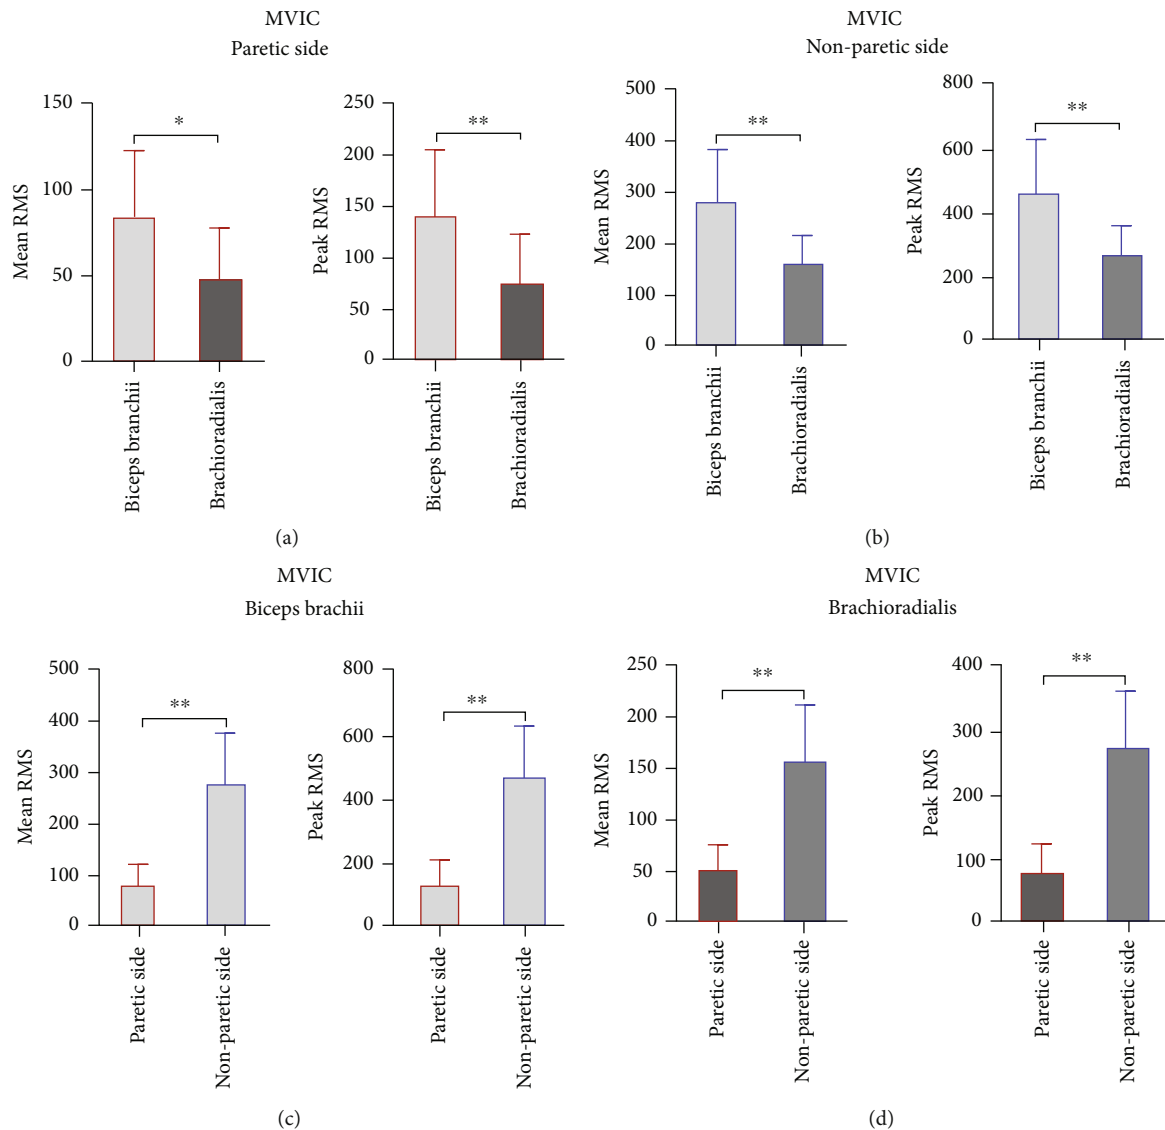 MVIC
Paretic side
Mean RMS
150
100
50
0
*
Biceps branchii
Brachioradialis
Peak RMS
250
200
150
100
50
0
**
Biceps branchii
Brachioradialis
(a)
MVIC
Non-paretic side
Mean RMS
500
400
300
200
100
0
**
Biceps branchii
Brachioradialis
Peak RMS
800
600
400
200
0
**
Biceps branchii
Brachioradialis
(b)
MVIC
Biceps brachii
Mean RMS
500
400
300
200
100
0
**
Paretic side
Non-paretic side
Peak RMS
800
600
400
200
0
**
Paretic side
Non-paretic side
(c)
MVIC
Brachioradialis
Mean RMS
250
200
150
100
50
0
**
Paretic side
Non-paretic side
Peak RMS
400
300
200
100
0
**
Paretic side
Non-paretic side
(d)